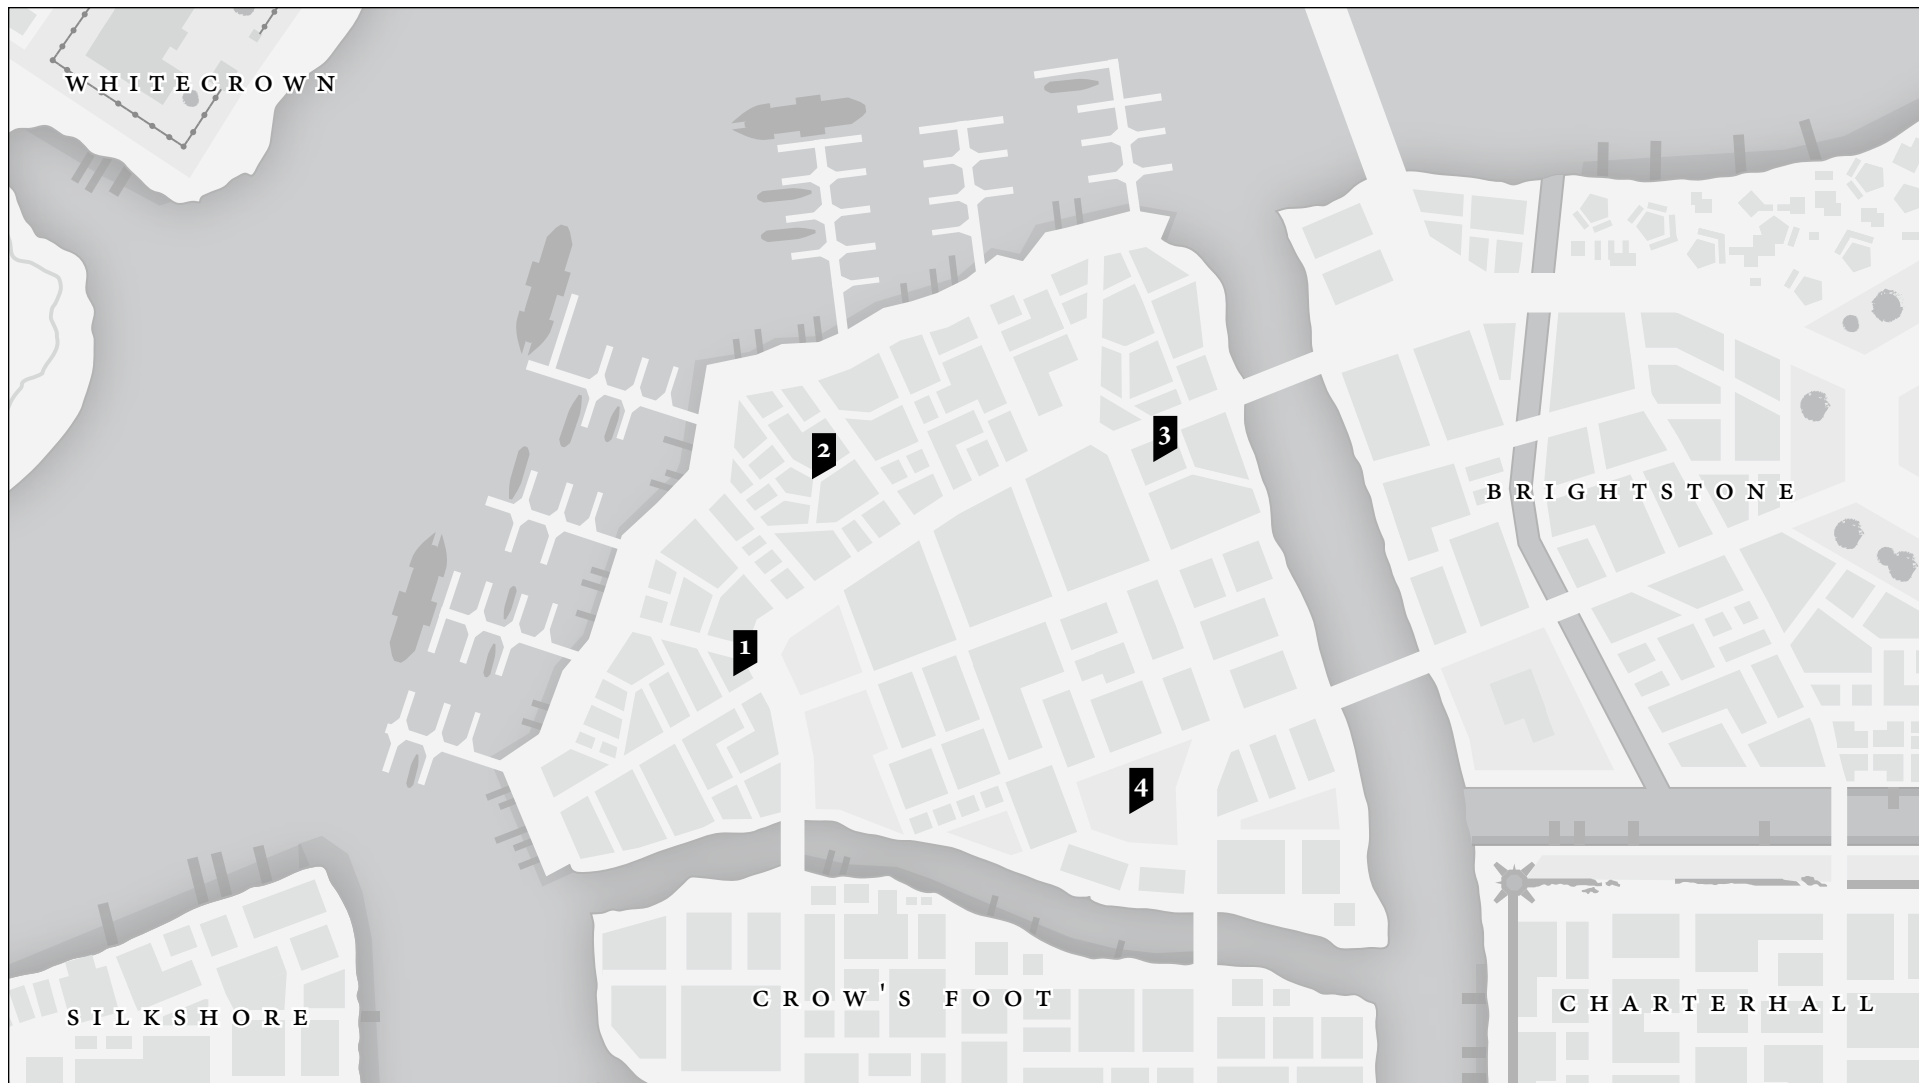 WHITECROWN
2
3
BRIGHTSTONE
1
4
CROW'S FOOT
CHARTERHALL
SILKSHORE